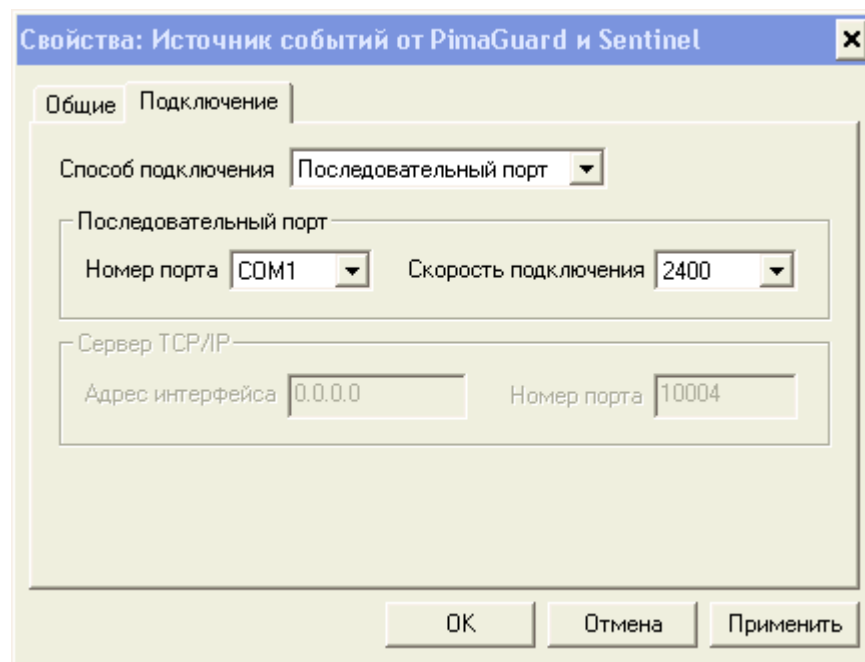 Свойства: Источник событий от PimaGuard и Sentinel
Общие Подключение
Способ подключения Последовательный порт
Последовательный порт
Номер порта COM1 Скорость подключения 2400
Сервер TCP/IP
Адрес интерфейса 0.0.0.0 Номер порта 10004
OK Отмена Применить